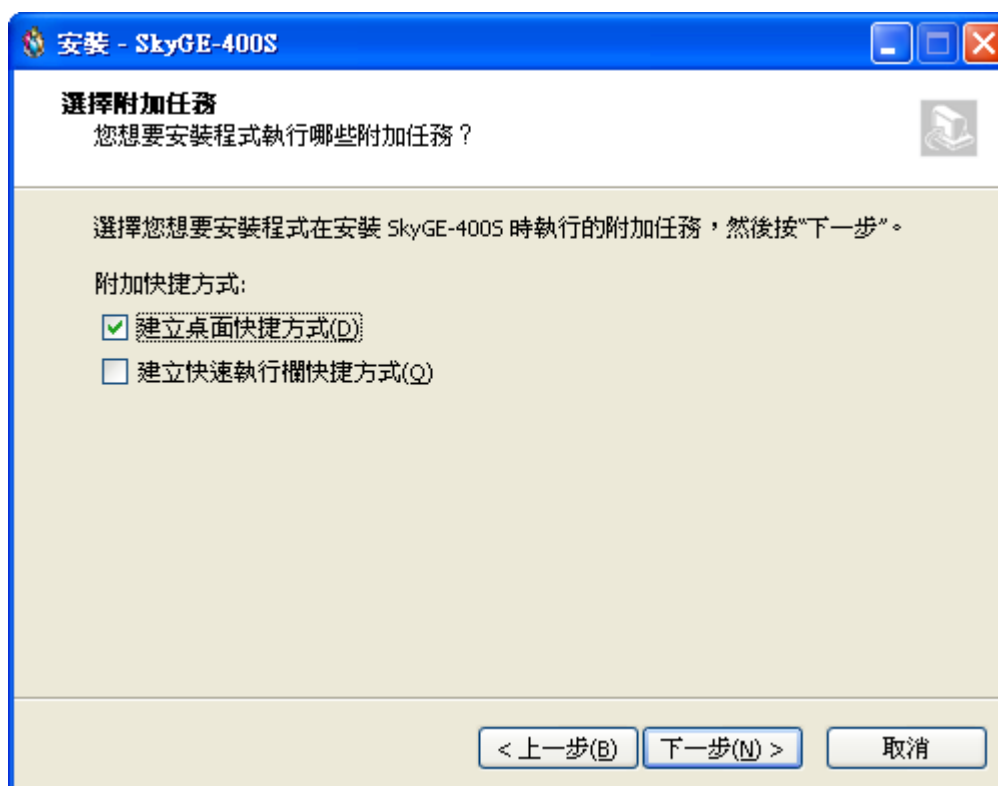 安裝 - SkyGE-400S
選擇附加任務
您想要安裝程式執行哪些附加任務？
選擇您想要安裝程式在安裝 SkyGE-400S 時執行的附加任務，然後按“下一步”。
附加快捷方式:
建立桌面快捷方式(D)
建立快速執行欄快捷方式(Q)
< 上一步(B)
下一步(N) >
取消